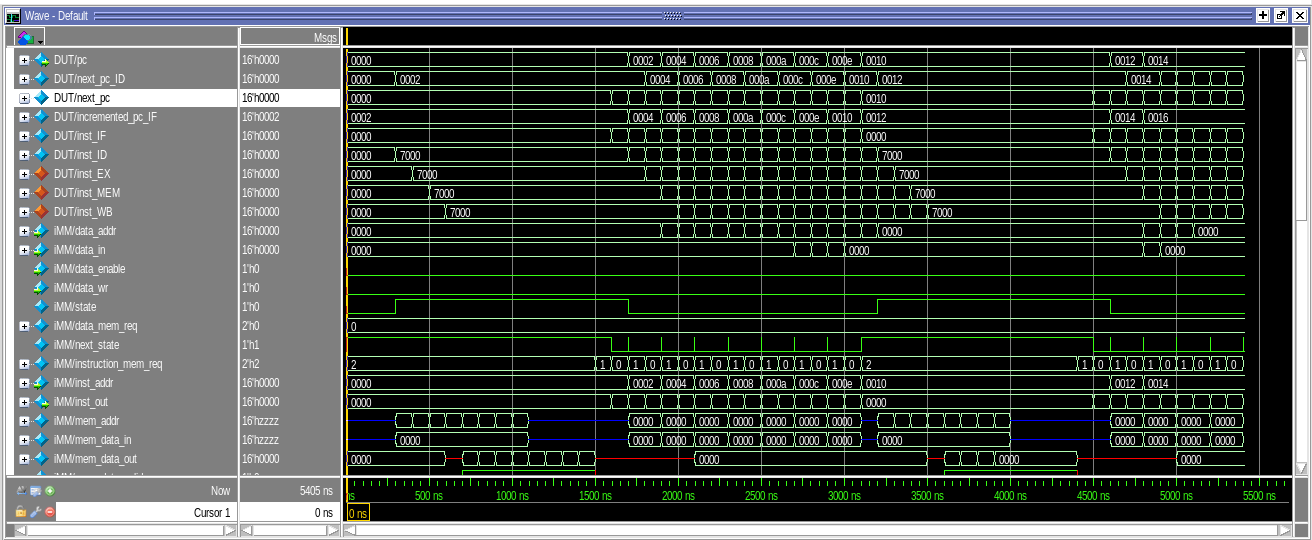 Wave - Default
Msgs
DUT/pc 16'h0000 0000 0002 0004 0006 0008 000a 000c 000e 0010 0012 0014
DUT/next_pc_ID 16'h0000 0000 0002 0004 0006 0008 000a 000c 000e 0010 0012 0014
DUT/next_pc 16'h0000 0000 0010
DUT/incremented_pc_IF 16'h0002 0002 0004 0006 0008 000a 000c 000e 0010 0012 0014 0016
DUT/inst_IF 16'h0000 0000 0000
DUT/inst_ID 16'h0000 0000 7000 7000
DUT/inst_EX 16'h0000 0000 7000 7000
DUT/inst_MEM 16'h0000 0000 7000 7000
DUT/inst_WB 16'h0000 0000 7000 7000
iMM/data_addr 16'h0000 0000 0000 0000
iMM/data_in 16'h0000 0000 0000 0000
iMM/data_enable 1'h0
iMM/data_wr 1'h0
iMM/state 1'h0
iMM/data_mem_req 2'h0 0
iMM/next_state 1'h1
iMM/instruction_mem_req 2'h2 2 1 0 1 0 1 0 1 0 1 0 1 0 1 0 1 0 2 1 0 1 0 1 0 1 0 1 0
iMM/inst_addr 16'h0000 0000 0002 0004 0006 0008 000a 000c 000e 0010 0012 0014
iMM/inst_out 16'h0000 0000 0000
iMM/mem_addr 16'hzzzz 0000 0000 0000 0000 0000 0000 0000 0000 0000 0000 0000
iMM/mem_data_in 16'hzzzz 0000 0000 0000 0000 0000 0000 0000 0000 0000 0000 0000 0000 0000
iMM/mem_data_out 16'h0000 0000 0000 0000 0000
Now 5405 ns ns 500 ns 1000 ns 1500 ns 2000 ns 2500 ns 3000 ns 3500 ns 4000 ns 4500 ns 5000 ns 5500 ns
Cursor 1 0 ns 0 ns